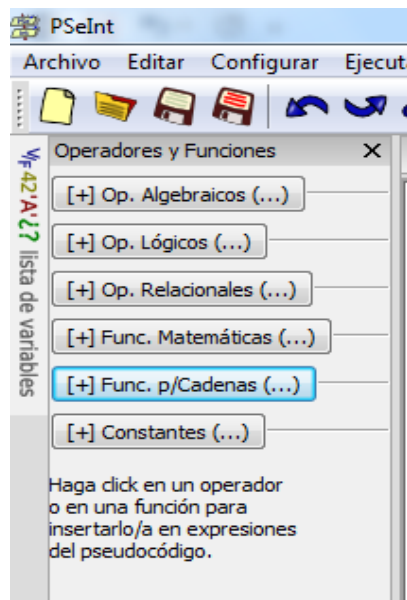 PSeInt
Archivo Editar Configurar Ejecut
Operadores y Funciones
[+] Op. Algebraicos (...)
[+] Op. Lógicos (...)
[+] Op. Relacionales (...)
[+] Func. Matemáticas (...)
[+] Func. p/Cadenas (...)
[+] Constantes (...)
Haga click en un operador
o en una función para
insertarlo/a en expresiones
del pseudocódigo.
VF42'A'¿? lista de variables